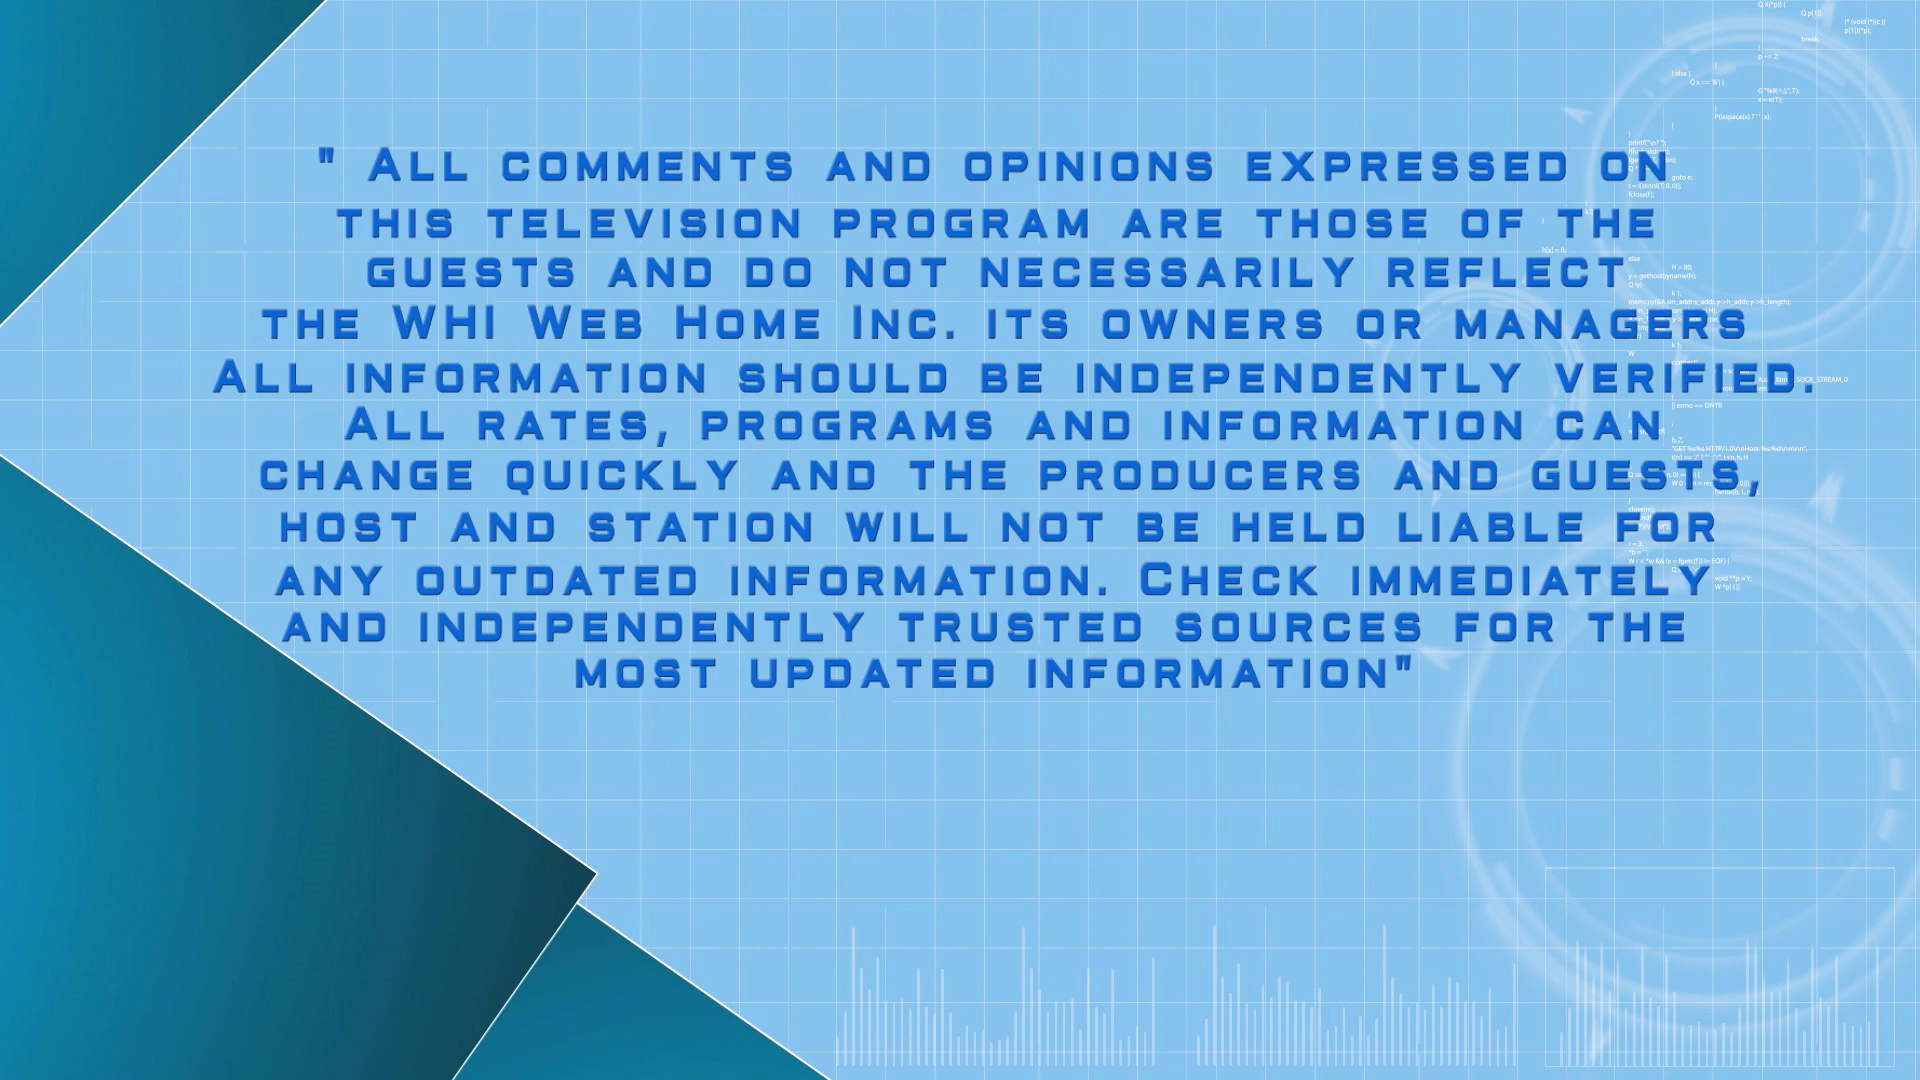 " All comments and opinions expressed on
this television program are those of the
guests and do not necessarily reflect
the WHI Web Home Inc. its owners or managers
All information should be independently verified.
All rates, programs and information can
change quickly and the producers and guests,
host and station will not be held liable for
any outdated information. Check immediately
and independently trusted sources for the
most updated information"